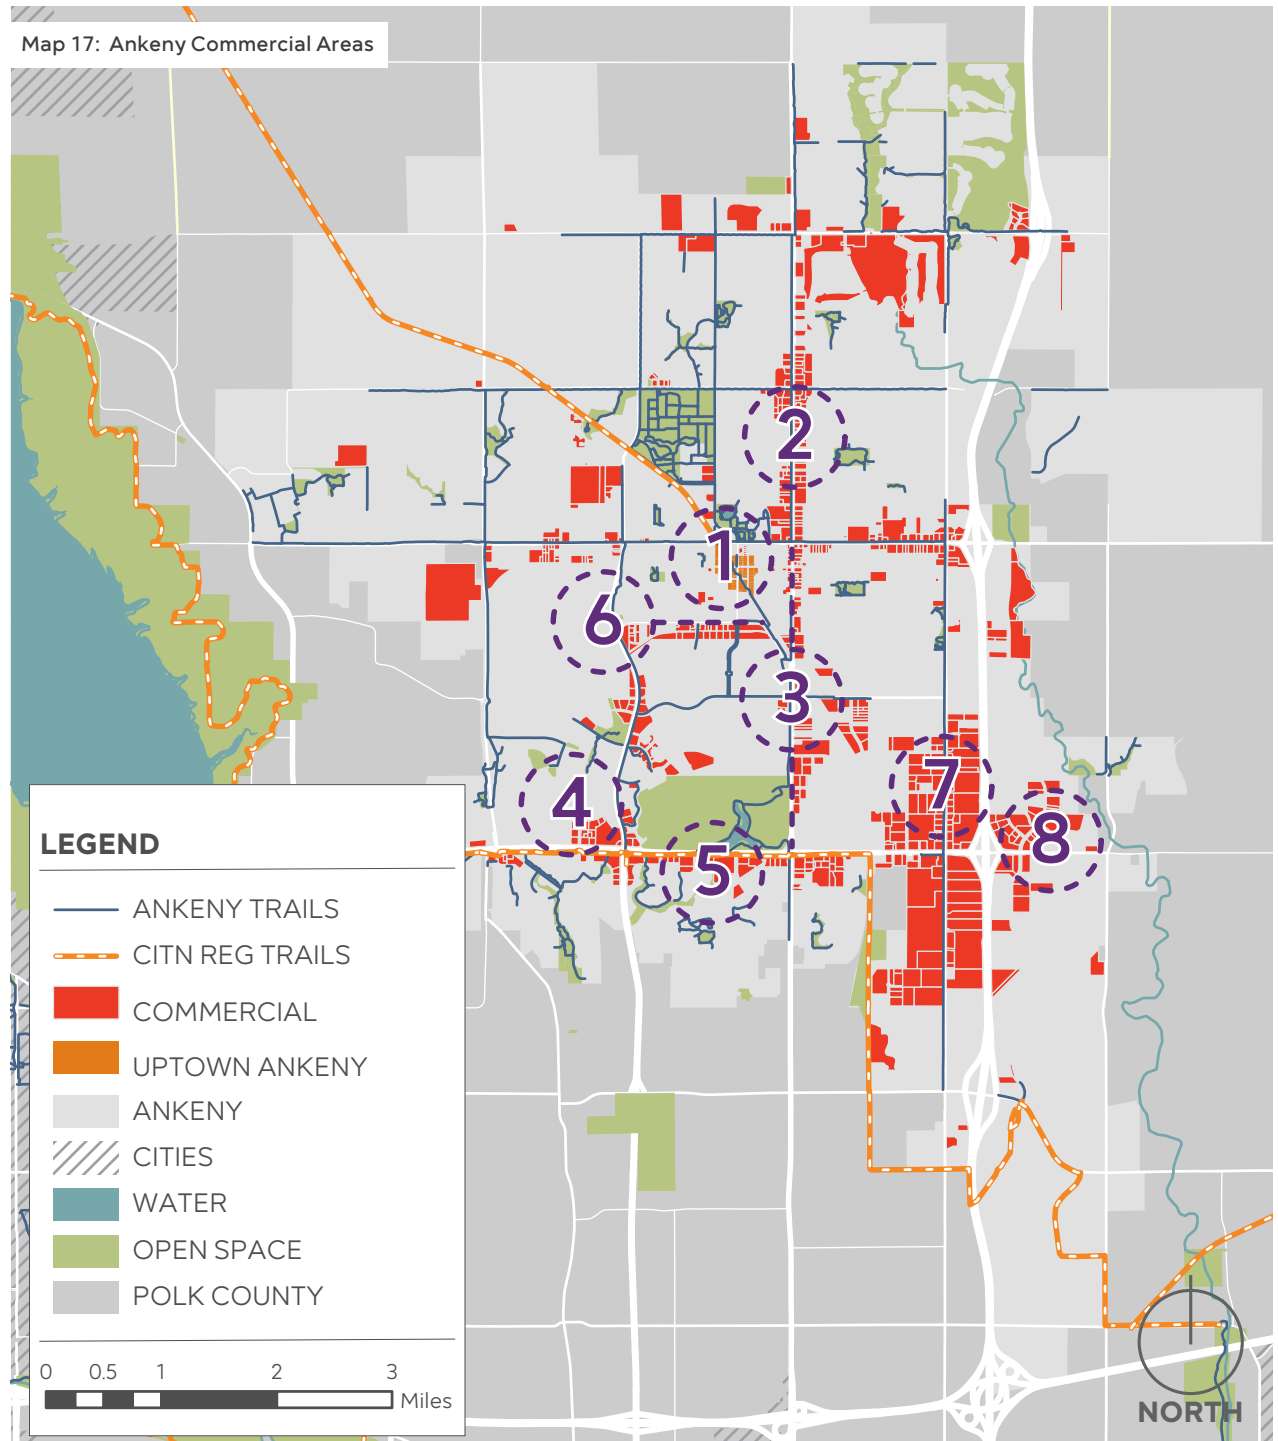 Map 17: Ankeny Commercial Areas
2
1
6
3
4
7
8
5
LEGEND
ANKENY TRAILS
CITN REG TRAILS
COMMERCIAL
UPTOWN ANKENY
ANKENY
CITIES
WATER
OPEN SPACE
POLK COUNTY
0 0.5 1 2 3
Miles
NORTH